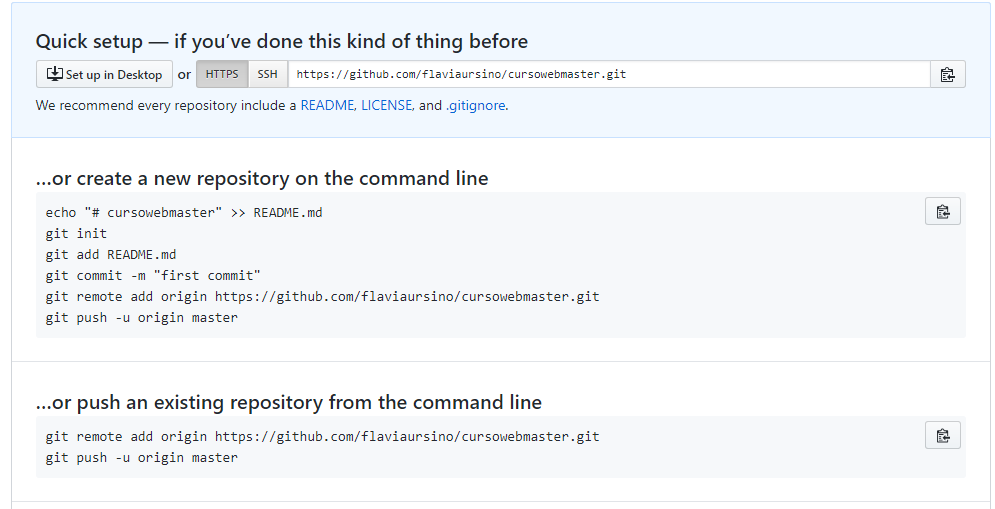 Quick setup — if you’ve done this kind of thing before
Set up in Desktop or HTTPS SSH https://github.com/flaviaursino/cursowebmaster.git
We recommend every repository include a README, LICENSE, and .gitignore.
…or create a new repository on the command line
echo "# cursowebmaster" >> README.md
git init
git add README.md
git commit -m "first commit"
git remote add origin https://github.com/flaviaursino/cursowebmaster.git
git push -u origin master
…or push an existing repository from the command line
git remote add origin https://github.com/flaviaursino/cursowebmaster.git
git push -u origin master